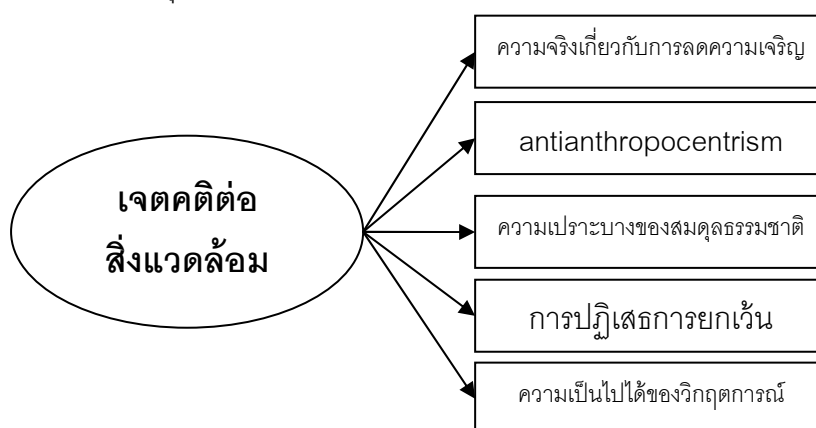 ความจริงเกี่ยวกับการลดความเจริญ
antianthropocentrism
เจตคติต่อ
สิ่งแวดล้อม
ความเปราะบางของสมดุลธรรมชาติ
การปฏิเสธการยกเว้น
ความเป็นไปได้ของวิกฤตการณ์